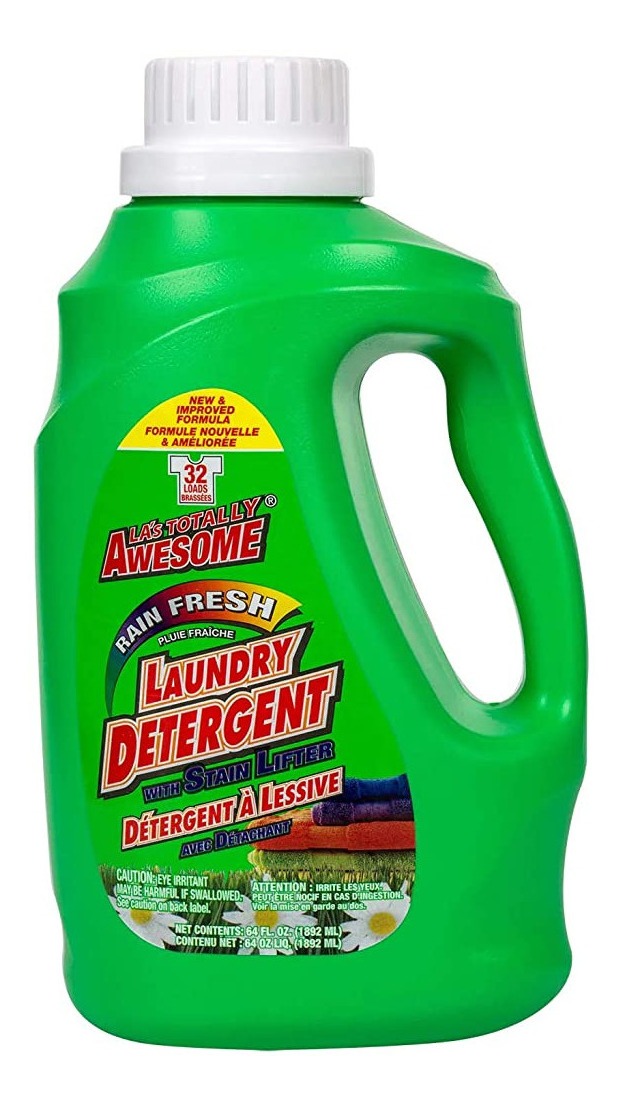 NEW &
IMPROVED
FORMULA
FORMULE NOUVELLE
& AMÉLIORÉE
32
LOADS
BRASSÉES
LA's TOTALLY ®
AWESOME
RAIN FRESH
PLUIE FRAÎCHE
LAUNDRY
DETERGENT
WITH STAIN LIFTER
DÉTERGENT À LESSIVE
AVEC DÉTACHANT
CAUTION: EYE IRRITANT
MAY BE HARMFUL IF SWALLOWED.
See caution on back label.
ATTENTION : IRRITE LES YEUX.
PEUT ÊTRE NOCIF EN CAS D'INGESTION.
Voir la mise en garde au dos.
NET CONTENTS: 64 FL. OZ. (1892 ML)
CONTENU NET : 64 OZ LIQ. (1892 ML)